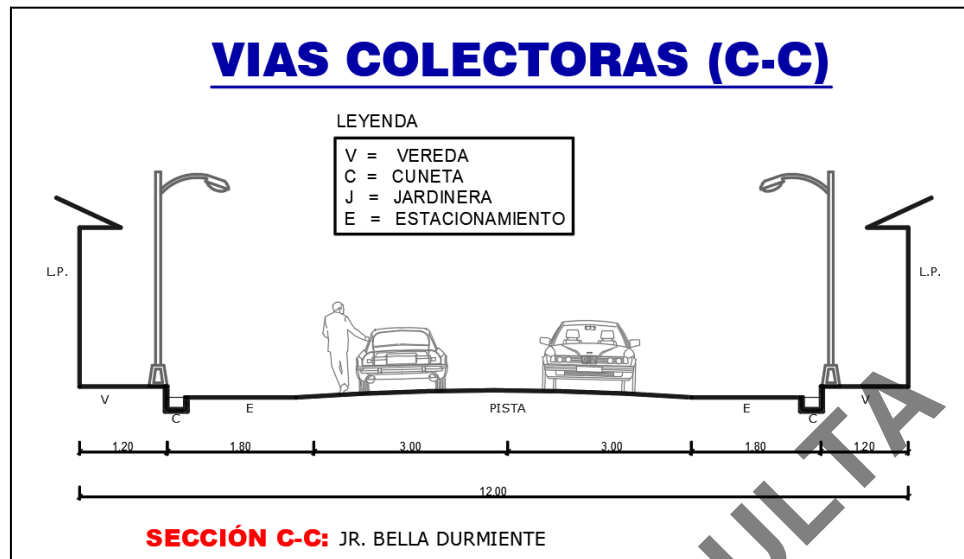 VIAS COLECTORAS (C-C)
LEYENDA
V = VEREDA
C = CUNETA
J = JARDINERA
E = ESTACIONAMIENTO
L.P. L.P.
V C E PISTA E C V
1.20 1.80 3.00 3.00 1.80 1.20
12.00
SECCIÓN C-C: JR. BELLA DURMIENTE
ULTA